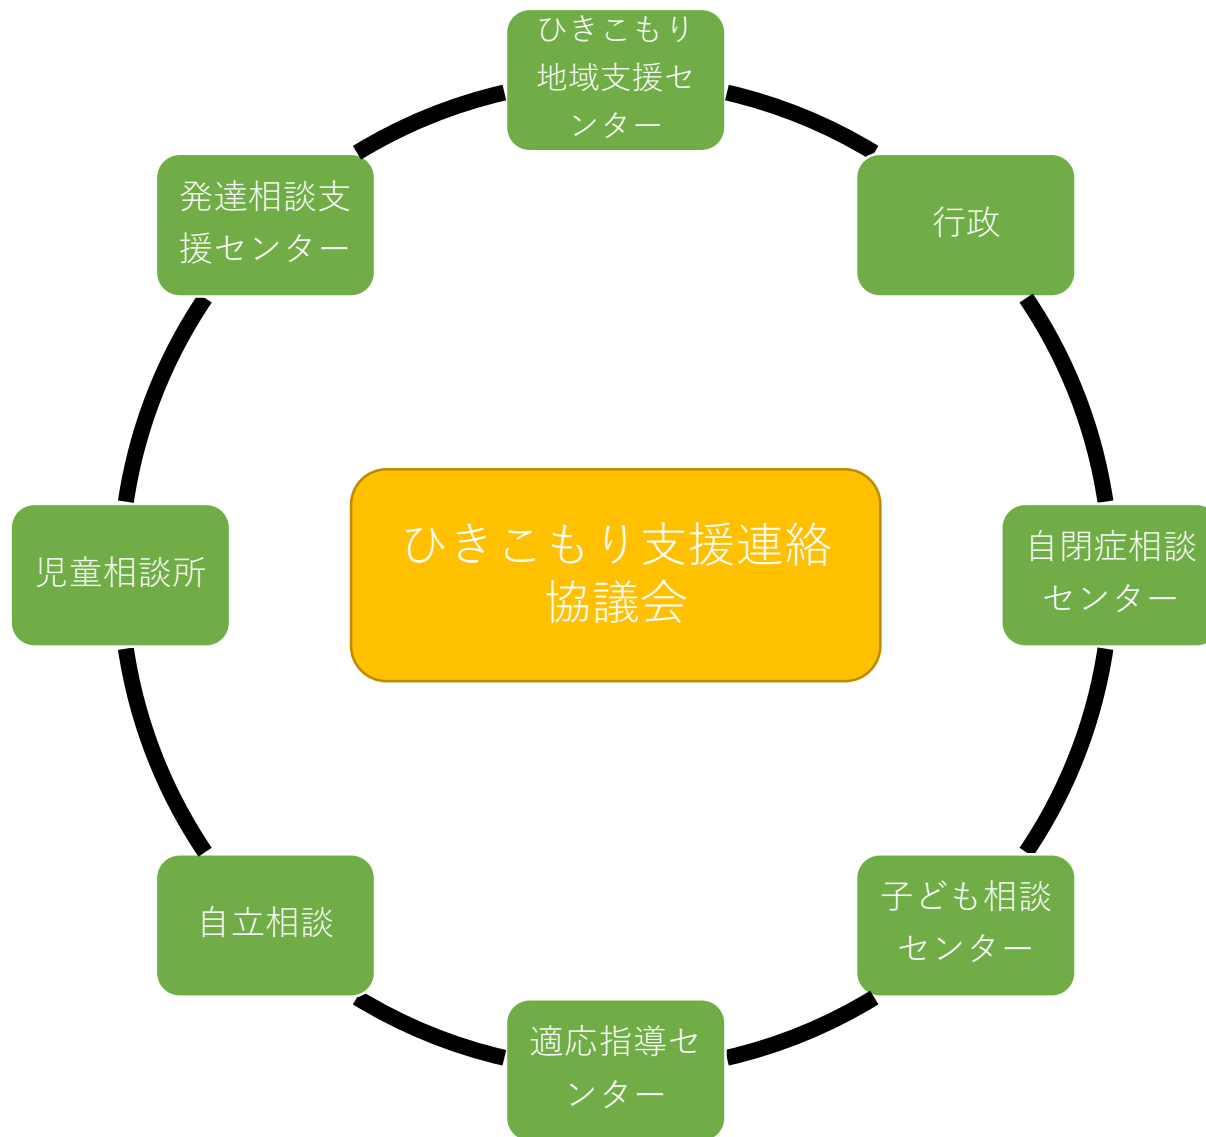 ひきこもり
地域支援セ
ンター
発達相談支
援センター
行政
ひきこもり支援連絡
協議会
児童相談所
自閉症相談
センター
自立相談
子ども相談
センター
適応指導セ
ンター